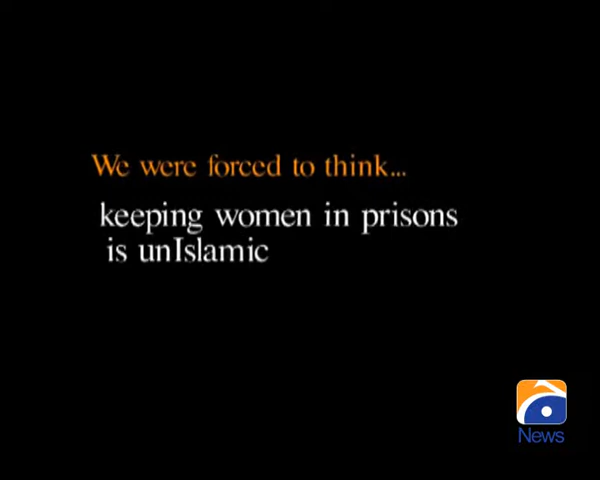 We were forced to think...
keeping women in prisons
is unIslamic
News